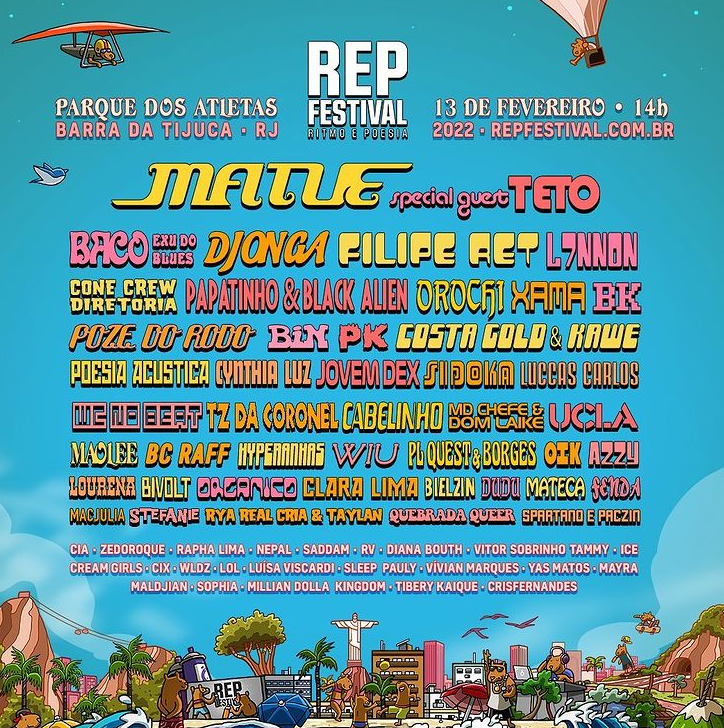 REP
FESTIVAL
RITMO E POESIA
PARQUE DOS ATLETAS
BARRA DA TIJUCA · RJ
13 DE FEVEREIRO • 14h
2022 · REPFESTIVAL.COM.BR
MATUE special guest TETO
BACO EXU DO BLUES DJONGA FILIPE RET L7NNON
CONE CREW DIRETORIA PAPATINHO & BLACK ALIEN OROCHI XAMA BK
POZE DO RODO BIN PK COSTA GOLD & KAWE
POESIA ACUSTICA CYNTHIA LUZ JOVEM DEX SIDOKA LUCCAS CARLOS
WC NO BEAT TZ DA CORONEL CABELINHO MD CHEFE & DOM LAIKE UCLA
MAOLEE BC RAFF HYPERANHAS WIU PL QUEST & BORGES OIK AZZY
LOURENA BIVOLT ORGANICO CLARA LIMA BIELZIN DUDU MATECA FENDA
MACJULIA STEFANIE RYA REAL CRIA & TAYLAN QUEBRADA QUEER SPARTANO E PACZIN
CIA · ZEDOROQUE · RAPHA LIMA · NEPAL · SADDAM · RV · DIANA BOUTH · VITOR SOBRINHO TAMMY · ICE
CREAM GIRLS · CIX · WLDZ · LOL · LUÍSA VISCARDI · SLEEP PAULY · VÍVIAN MARQUES · YAS MATOS · MAYRA
MALDJIAN · SOPHIA · MILLIAN DOLLA KINGDOM · TIBERY KAIQUE · CRISFERNANDES
REP
FESTIVAL